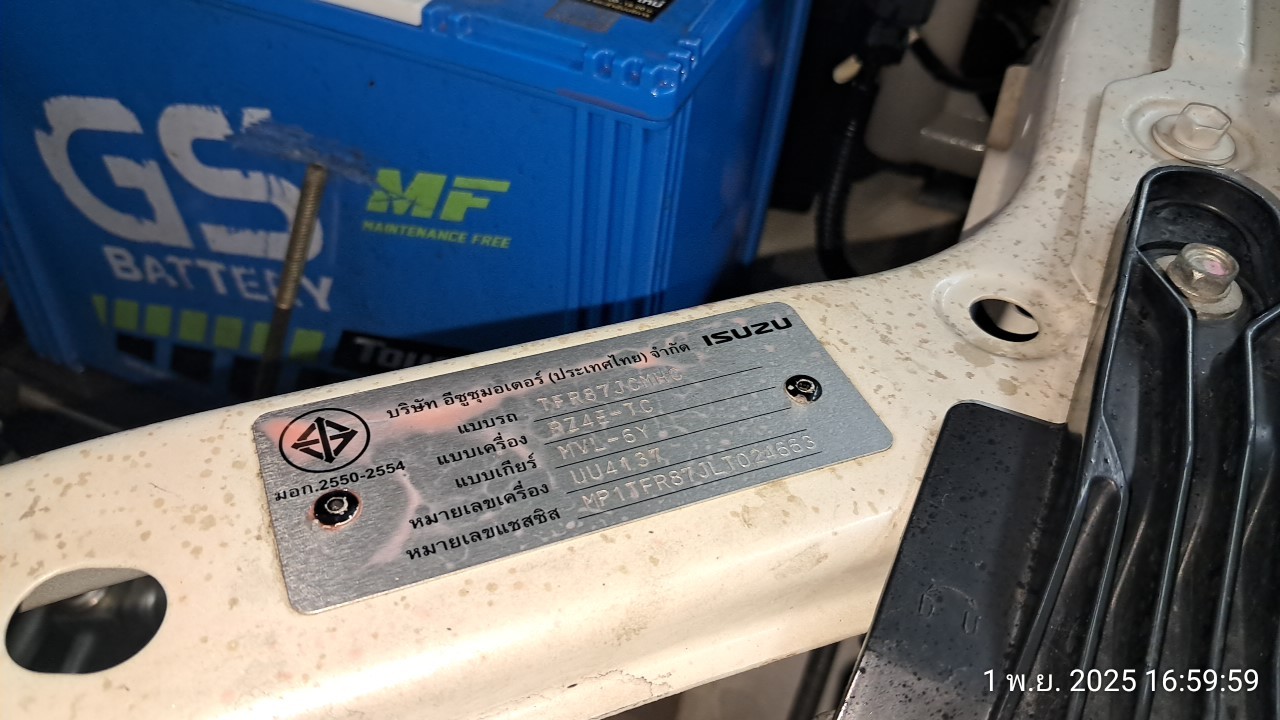 GS
BATTERY
MF
MAINTENANCE FREE
บริษัท อีซูซุมอเตอร์ (ประเทศไทย) จำกัด ISUZU
แบบรถ
แบบเครื่อง RZ4E-TC
แบบเกียร์ MVL-6Y
หมายเลขเครื่อง UU4137
หมายเลขแชสซิส
มอก.2550-2554
1 พ.ย. 2025 16:59:59